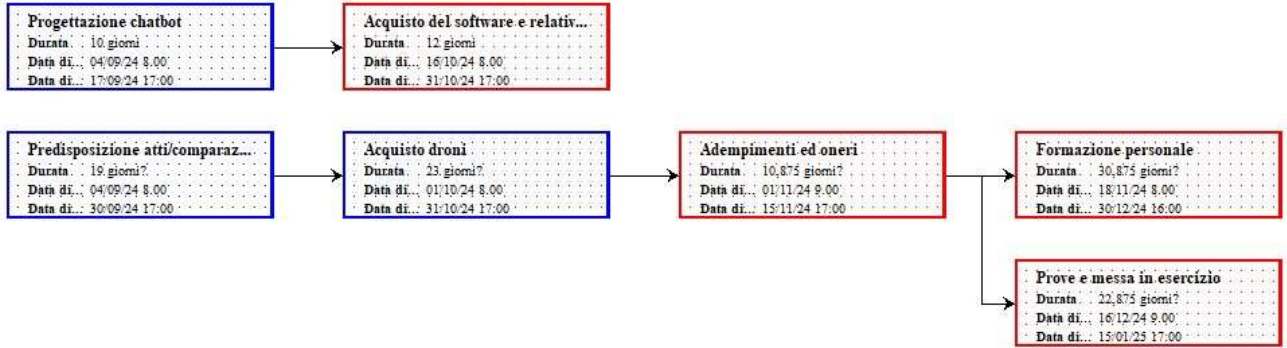 Progettazione chatbot
Durata 10 giorni
Data di... 04/09/24 8.00
Data di... 17/09/24 17:00
Acquisto del software e relativ...
Durata 12 giorni
Data di... 16/10/24 8.00
Data di... 31/10/24 17:00
Predisposizione atti/comparaz...
Durata 19 giorni?
Data di... 04/09/24 8.00
Data di... 30/09/24 17:00
Acquisto droni
Durata 23 giorni?
Data di... 01/10/24 8.00
Data di... 31/10/24 17:00
Adempimenti ed oneri
Durata 10,875 giorni?
Data di... 01/11/24 9.00
Data di... 15/11/24 17:00
Formazione personale
Durata 30,875 giorni?
Data di... 18/11/24 8.00
Data di... 30/12/24 16:00
Prove e messa in esercizio
Durata 22,875 giorni?
Data di... 16/12/24 9.00
Data di... 15/01/25 17:00